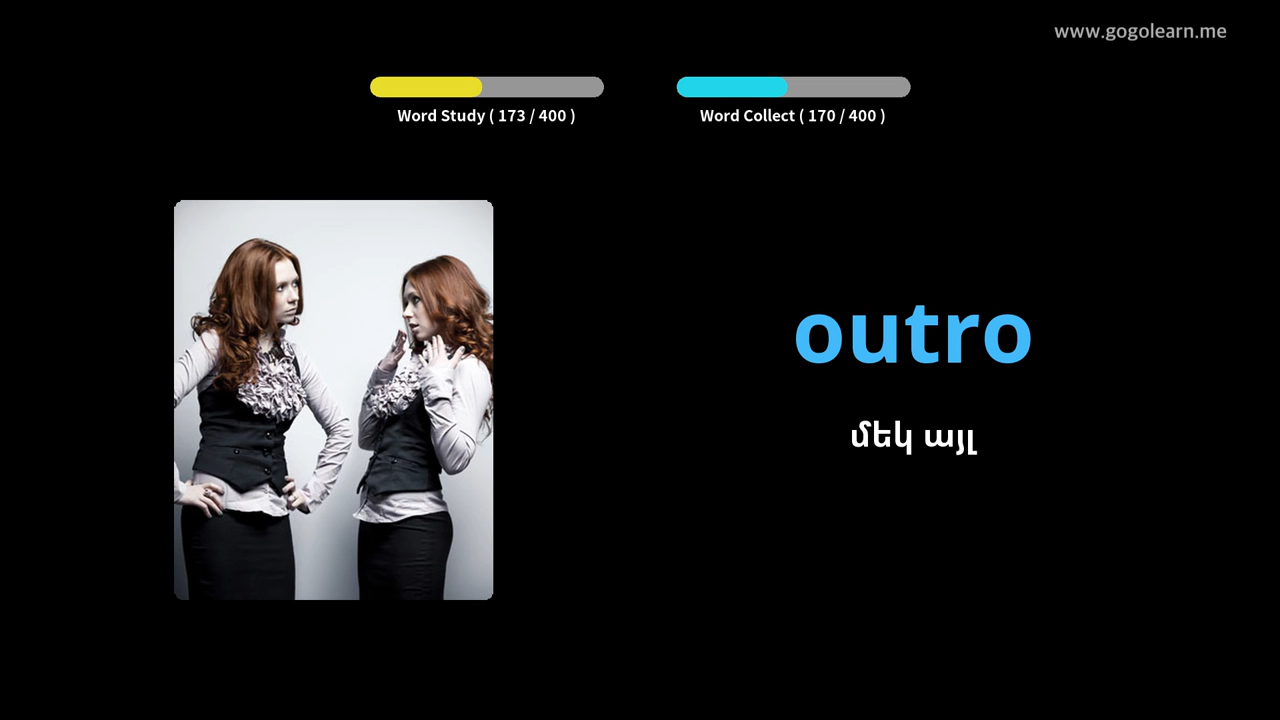 www.gogolearn.me
Word Study ( 173 / 400 )
Word Collect ( 170 / 400 )
outro
մեկ այլ